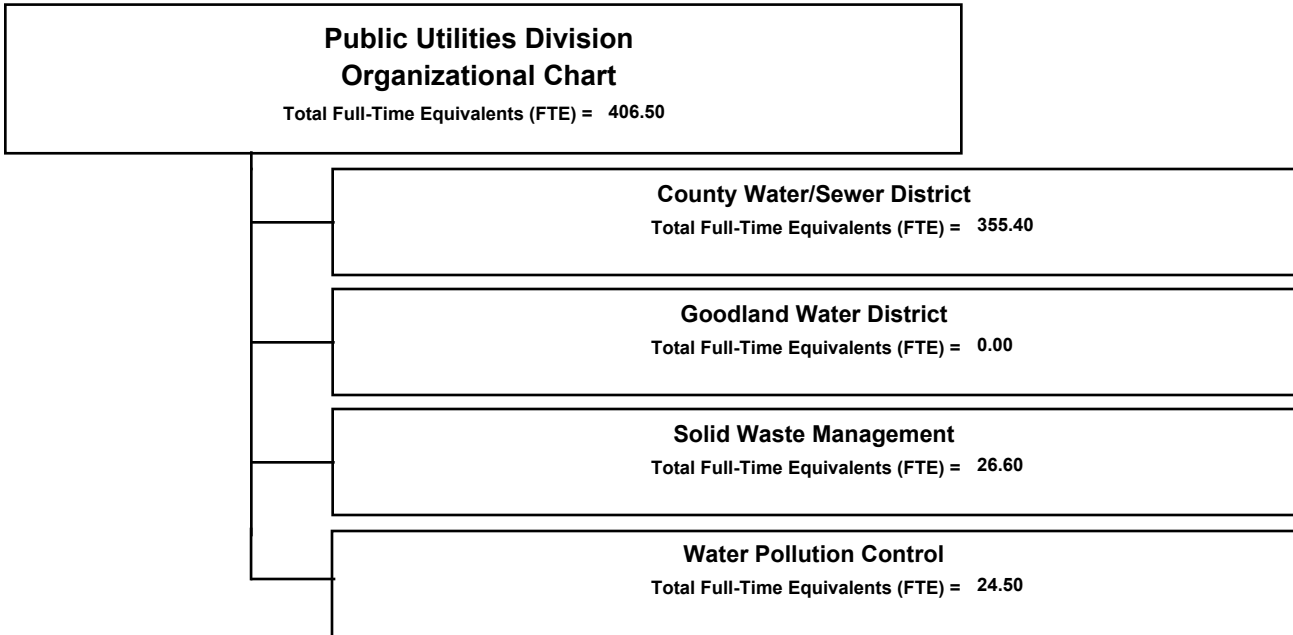 Public Utilities Division
Organizational Chart
Total Full-Time Equivalents (FTE) = 406.50
County Water/Sewer District
Total Full-Time Equivalents (FTE) = 355.40
Goodland Water District
Total Full-Time Equivalents (FTE) = 0.00
Solid Waste Management
Total Full-Time Equivalents (FTE) = 26.60
Water Pollution Control
Total Full-Time Equivalents (FTE) = 24.50